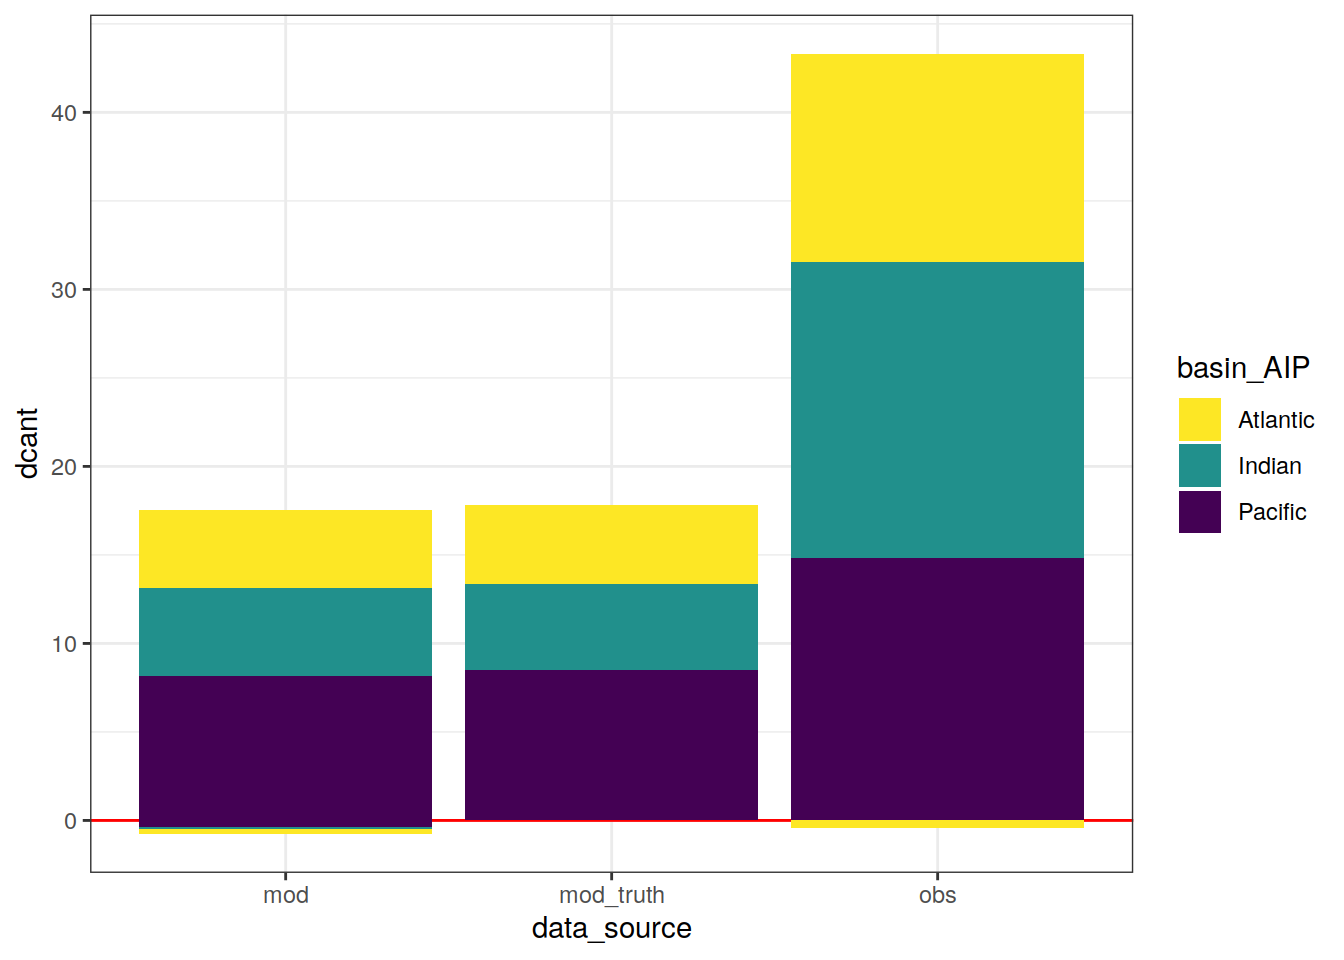 40
30
20
10
0
dcant
mod
mod_truth
obs
data_source
basin_AIP
Atlantic
Indian
Pacific